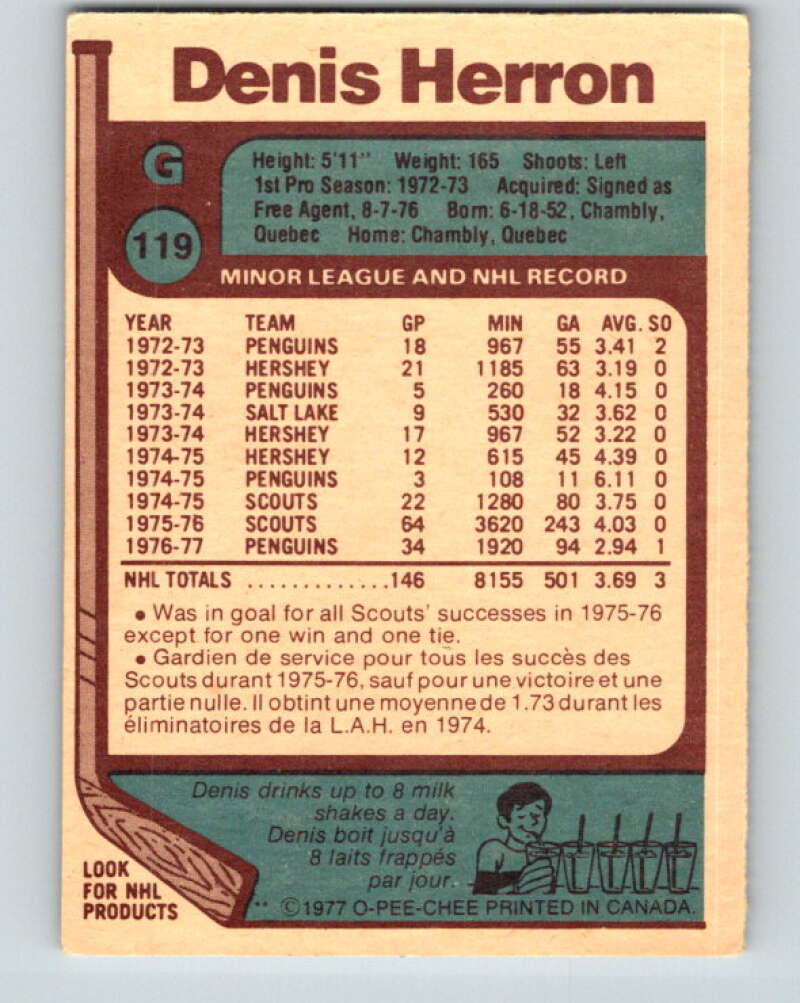 Denis Herron
G
Height: 5'11" Weight: 165 Shoots: Left
1st Pro Season: 1972-73 Acquired: Signed as
Free Agent, 8-7-76 Born: 6-18-52, Chambly,
Quebec Home: Chambly, Quebec
119
MINOR LEAGUE AND NHL RECORD
YEAR TEAM GP MIN GA AVG. SO
1972-73 PENGUINS 18 967 55 3.41 2
1972-73 HERSHEY 21 1185 63 3.19 0
1973-74 PENGUINS 5 260 18 4.15 0
1973-74 SALT LAKE 9 530 32 3.62 0
1973-74 HERSHEY 17 967 52 3.22 0
1974-75 HERSHEY 12 615 45 4.39 0
1974-75 PENGUINS 3 108 11 6.11 0
1974-75 SCOUTS 22 1280 80 3.75 0
1975-76 SCOUTS 64 3620 243 4.03 0
1976-77 PENGUINS 34 1920 94 2.94 1
NHL TOTALS .............146 8155 501 3.69 3
• Was in goal for all Scouts' successes in 1975-76
except for one win and one tie.
• Gardien de service pour tous les succès des
Scouts durant 1975-76, sauf pour une victoire et une
partie nulle. Il obtint une moyenne de 1.73 durant les
éliminatoires de la L.A.H. en 1974.
Denis drinks up to 8 milk
shakes a day.
Denis boit jusqu'à
8 laits frappés
par jour.
LOOK
FOR NHL
PRODUCTS
** ©1977 O-PEE-CHEE PRINTED IN CANADA.